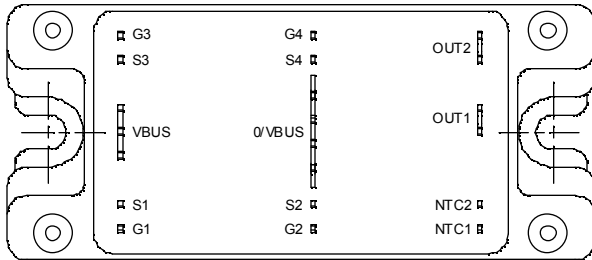 G3 G4
S3 S4 OUT2
VBUS 0/VBUS OUT1
S1 S2 NTC2
G1 G2 NTC1